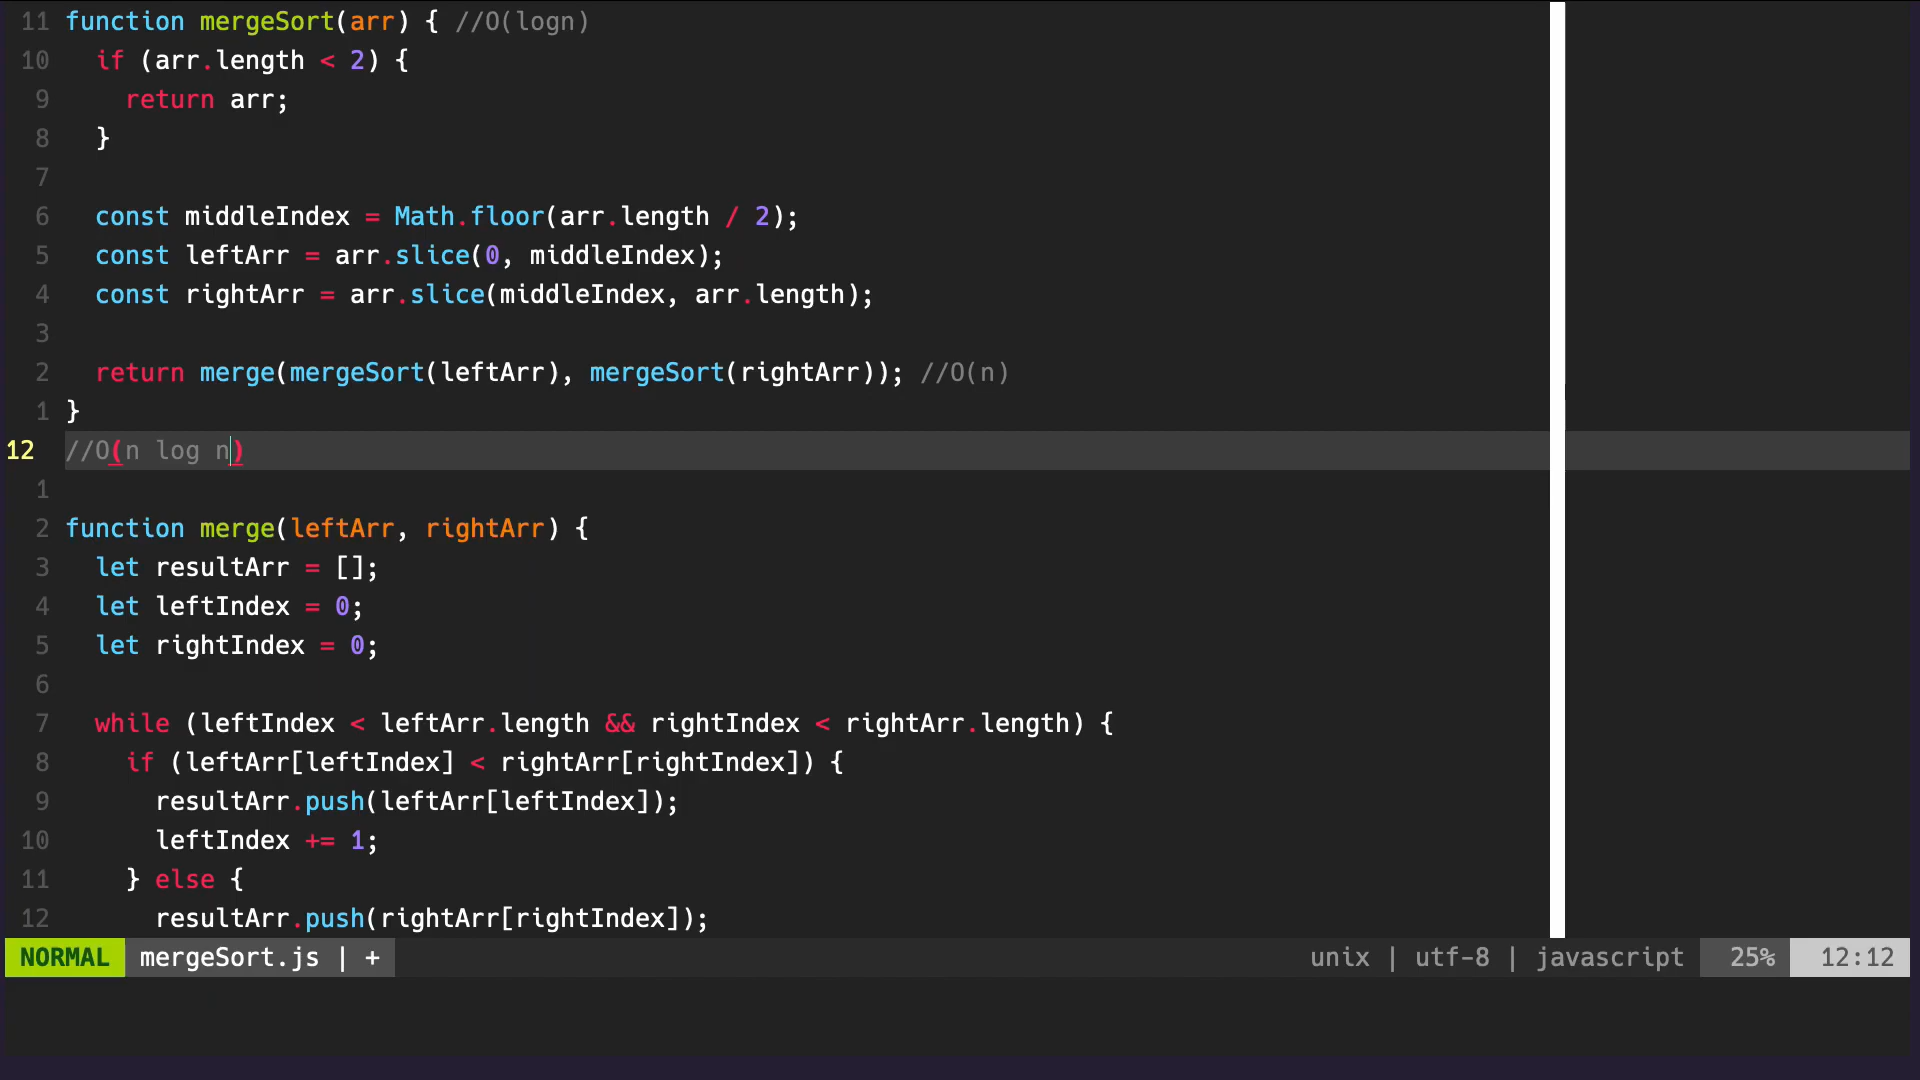 11 function mergeSort(arr) { //O(logn)
10   if (arr.length < 2) {
9     return arr;
8   }
7
6   const middleIndex = Math.floor(arr.length / 2);
5   const leftArr = arr.slice(0, middleIndex);
4   const rightArr = arr.slice(middleIndex, arr.length);
3
2   return merge(mergeSort(leftArr), mergeSort(rightArr)); //O(n)
1 }
12 //O(n log n)
1
2 function merge(leftArr, rightArr) {
3   let resultArr = [];
4   let leftIndex = 0;
5   let rightIndex = 0;
6
7   while (leftIndex < leftArr.length && rightIndex < rightArr.length) {
8     if (leftArr[leftIndex] < rightArr[rightIndex]) {
9       resultArr.push(leftArr[leftIndex]);
10       leftIndex += 1;
11     } else {
12       resultArr.push(rightArr[rightIndex]);
NORMAL mergeSort.js | + unix | utf-8 | javascript 25% 12:12